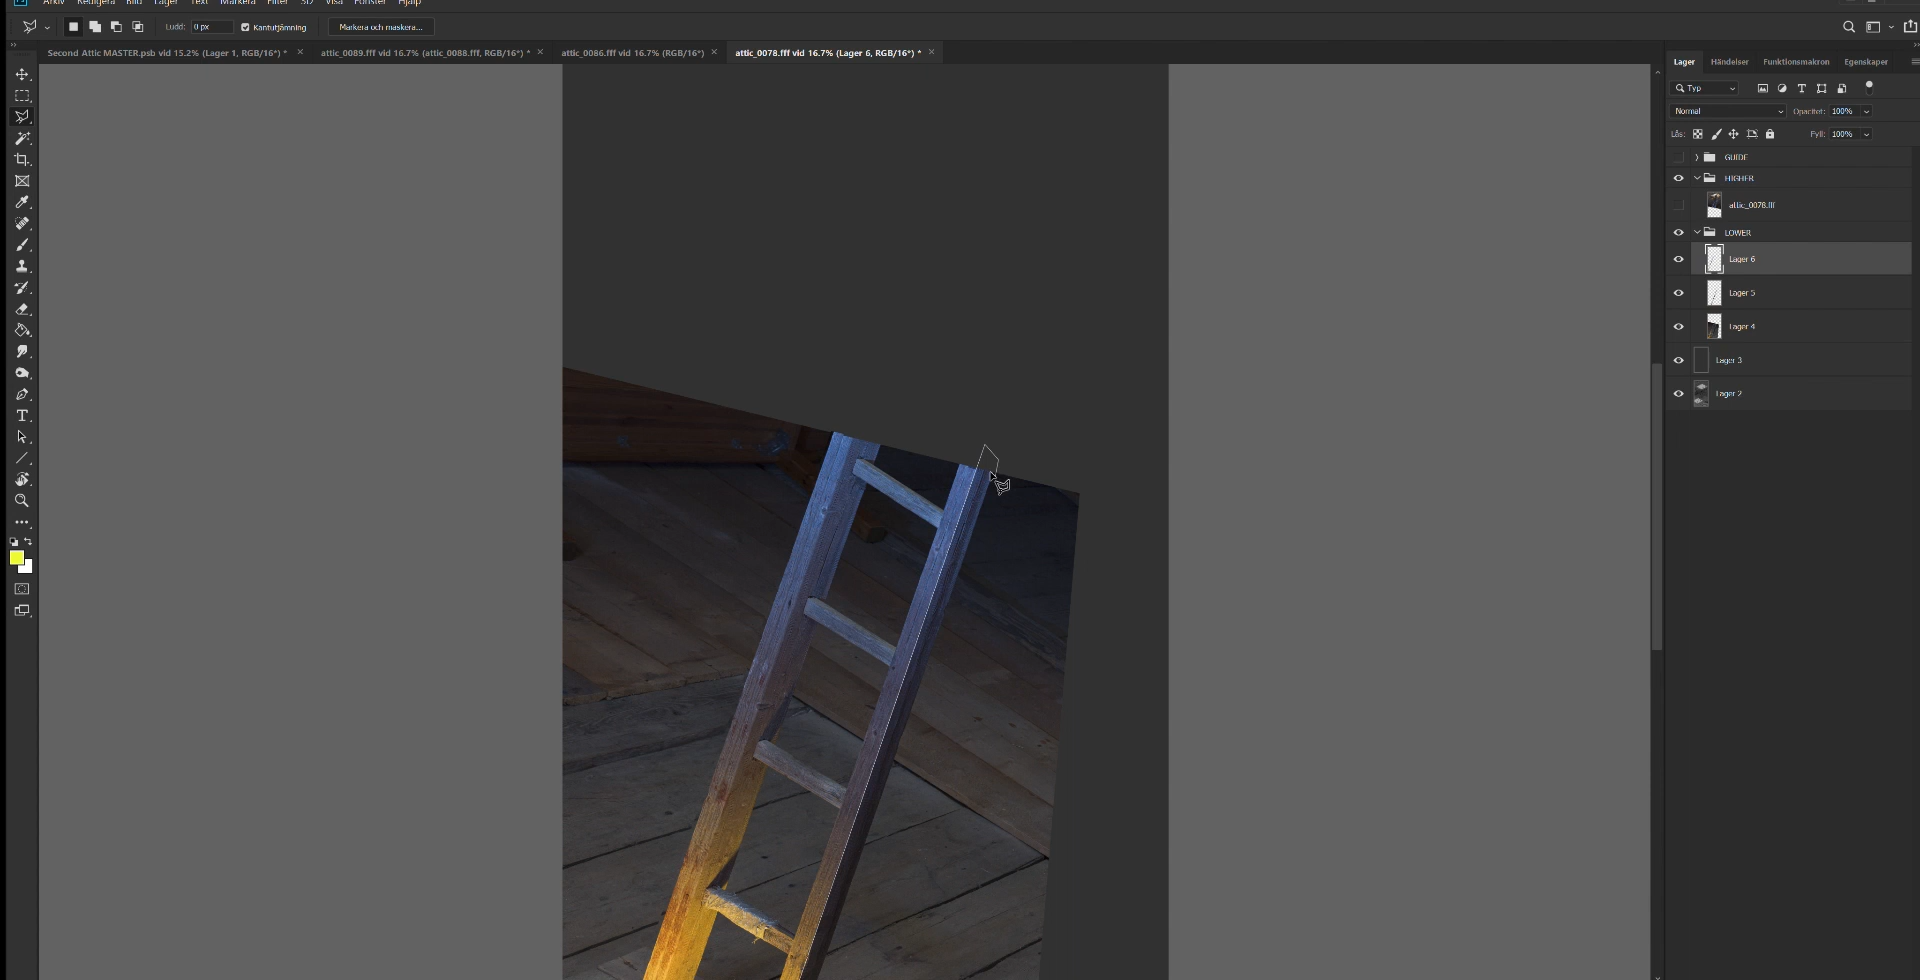 Arkiv Redigera Bild Lager Text Markera Filter 3D Visa Fönster Hjälp
Ludd: 0 px Kantutjämning Markera och maskera...
Second Attic MASTER.psb vid 15.2% (Lager 1, RGB/16*) * attic_0089.fff vid 16.7% (attic_0088.fff, RGB/16*) * attic_0086.fff vid 16.7% (RGB/16*) attic_0078.fff vid 16.7% (Lager 6, RGB/16*) *
Lager Händelser Funktionsmakron Egenskaper
Typ
Normal Opacitet: 100%
Lås: Fyll: 100%
GUIDE
HIGHER
attic_0078.fff
LOWER
Lager 6
Lager 5
Lager 4
Lager 3
Lager 2